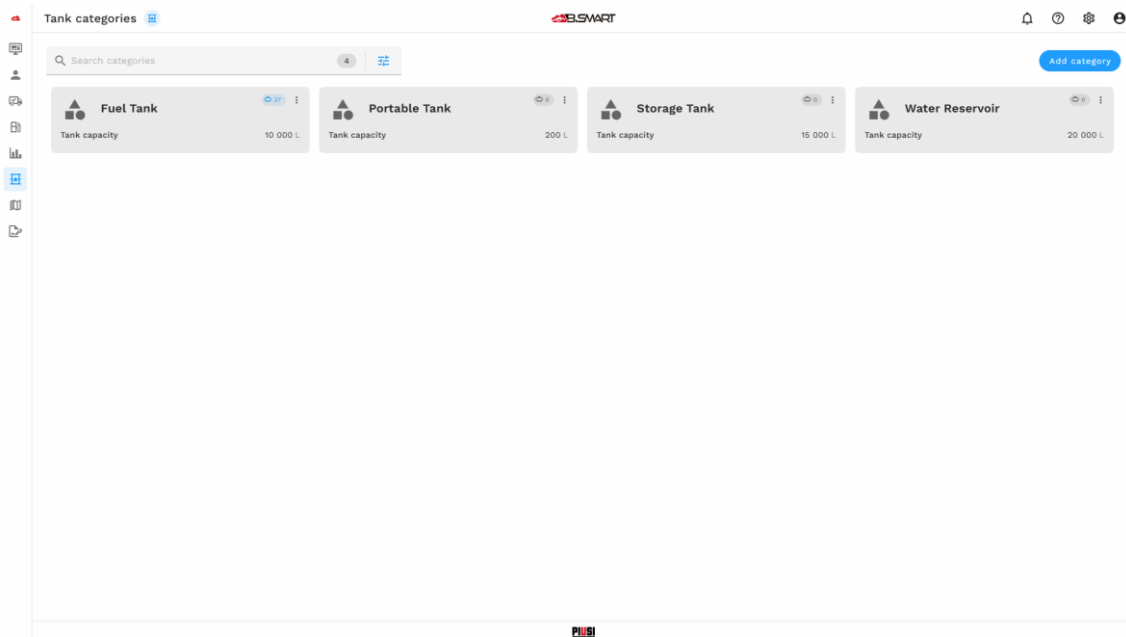 Tank categories
B.SMART
Search categories
4
Add category
Fuel Tank
27
Tank capacity
10 000 L
Portable Tank
0
Tank capacity
200 L
Storage Tank
0
Tank capacity
15 000 L
Water Reservoir
0
Tank capacity
20 000 L
PIUSI